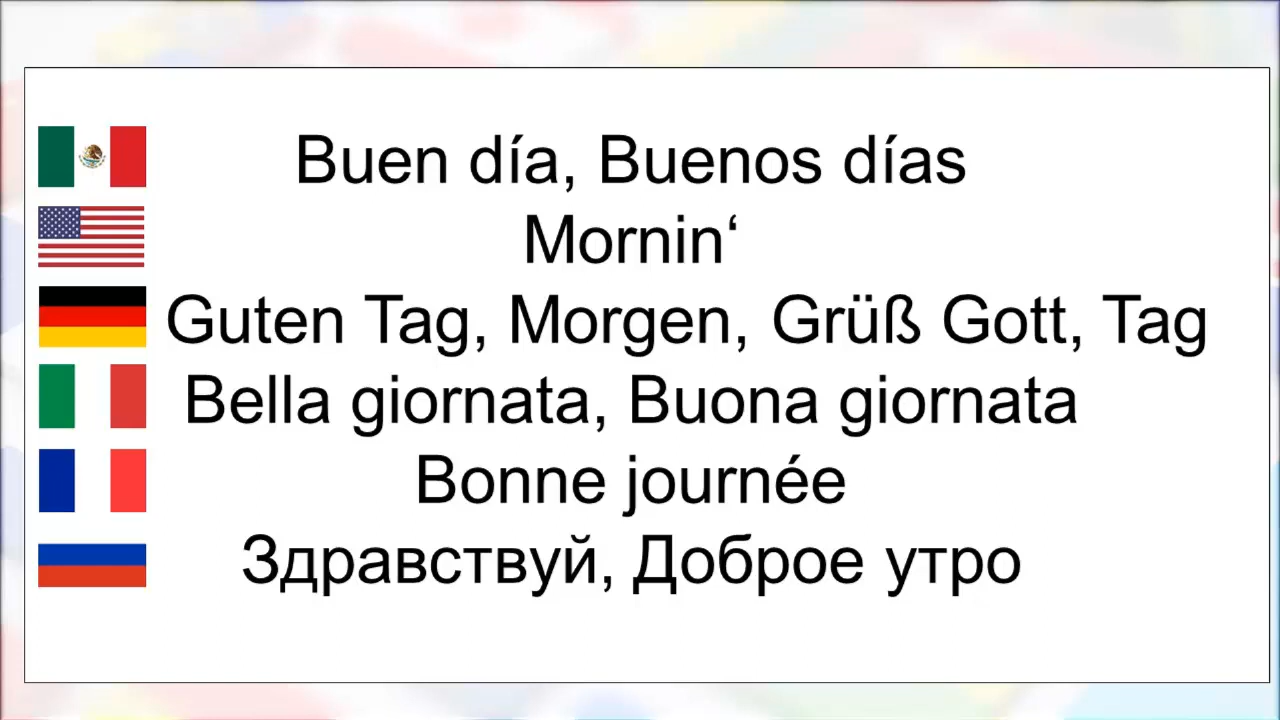 Buen día, Buenos días
Mornin‘
Guten Tag, Morgen, Grüß Gott, Tag
Bella giornata, Buona giornata
Bonne journée
Здравствуй, Доброе утро